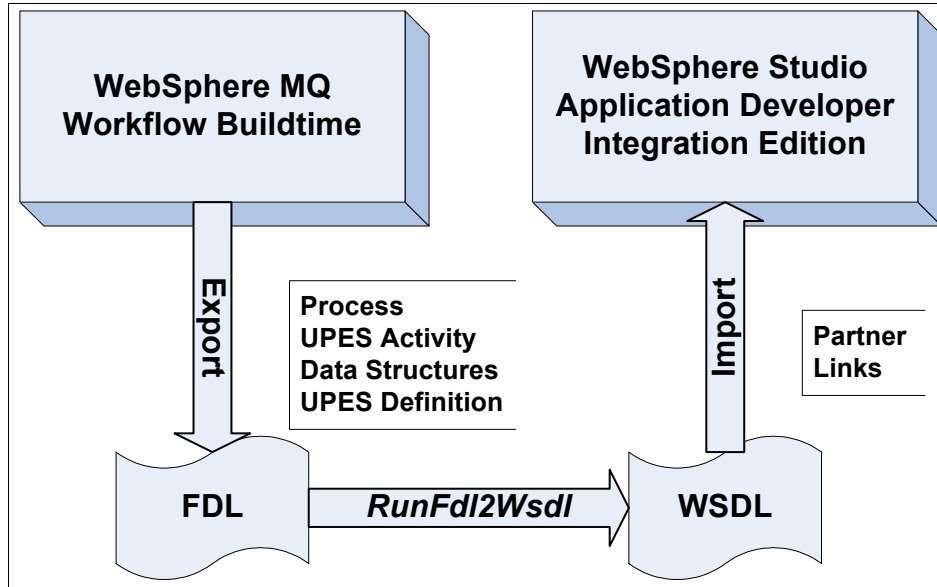 WebSphere MQ
Workflow Buildtime
WebSphere Studio
Application Developer
Integration Edition
Export
Process
UPES Activity
Data Structures
UPES Definition
Import
Partner
Links
FDL
RunFdl2Wsdl
WSDL